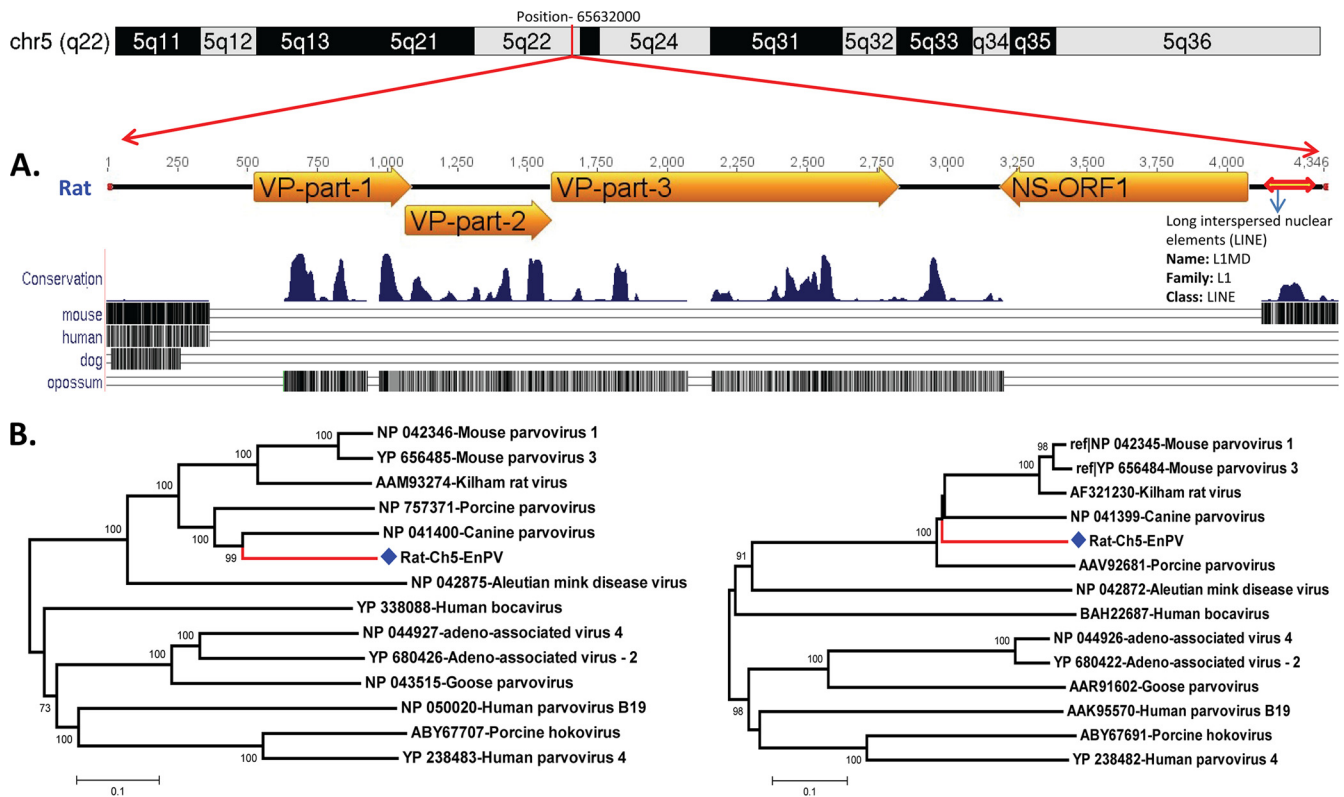 Position- 65632000
chr5 (q22) 5q11 5q12 5q13 5q21 5q22 5q24 5q31 5q32 5q33 q34 q35 5q36
A.
1 250 500 750 1,000 1,250 1,500 1,750 2,000 2,250 2,500 2,750 3,000 3,250 3,500 3,750 4,000 4,346
Rat VP-part-1 VP-part-3 NS-ORF1
VP-part-2
Long interspersed nuclear
elements (LINE)
Name: L1MD
Family: L1
Class: LINE
Conservation
mouse
human
dog
opossum
B.
NP 042346-Mouse parvovirus 1
YP 656485-Mouse parvovirus 3
AAM93274-Kilham rat virus
NP 757371-Porcine parvovirus
NP 041400-Canine parvovirus
Rat-Ch5-EnPV
NP 042875-Aleutian mink disease virus
YP 338088-Human bocavirus
NP 044927-adeno-associated virus 4
YP 680426-Adeno-associated virus - 2
NP 043515-Goose parvovirus
NP 050020-Human parvovirus B19
ABY67707-Porcine hokovirus
YP 238483-Human parvovirus 4
100
100
100
100
99
100
100
73
100
100
0.1
ref|NP 042345-Mouse parvovirus 1
ref|YP 656484-Mouse parvovirus 3
AF321230-Kilham rat virus
NP 041399-Canine parvovirus
Rat-Ch5-EnPV
AAV92681-Porcine parvovirus
NP 042872-Aleutian mink disease virus
BAH22687-Human bocavirus
NP 044926-adeno-associated virus 4
YP 680422-Adeno-associated virus - 2
AAR91602-Goose parvovirus
AAK95570-Human parvovirus B19
ABY67691-Porcine hokovirus
YP 238482-Human parvovirus 4
98
100
100
91
100
100
98
100
0.1